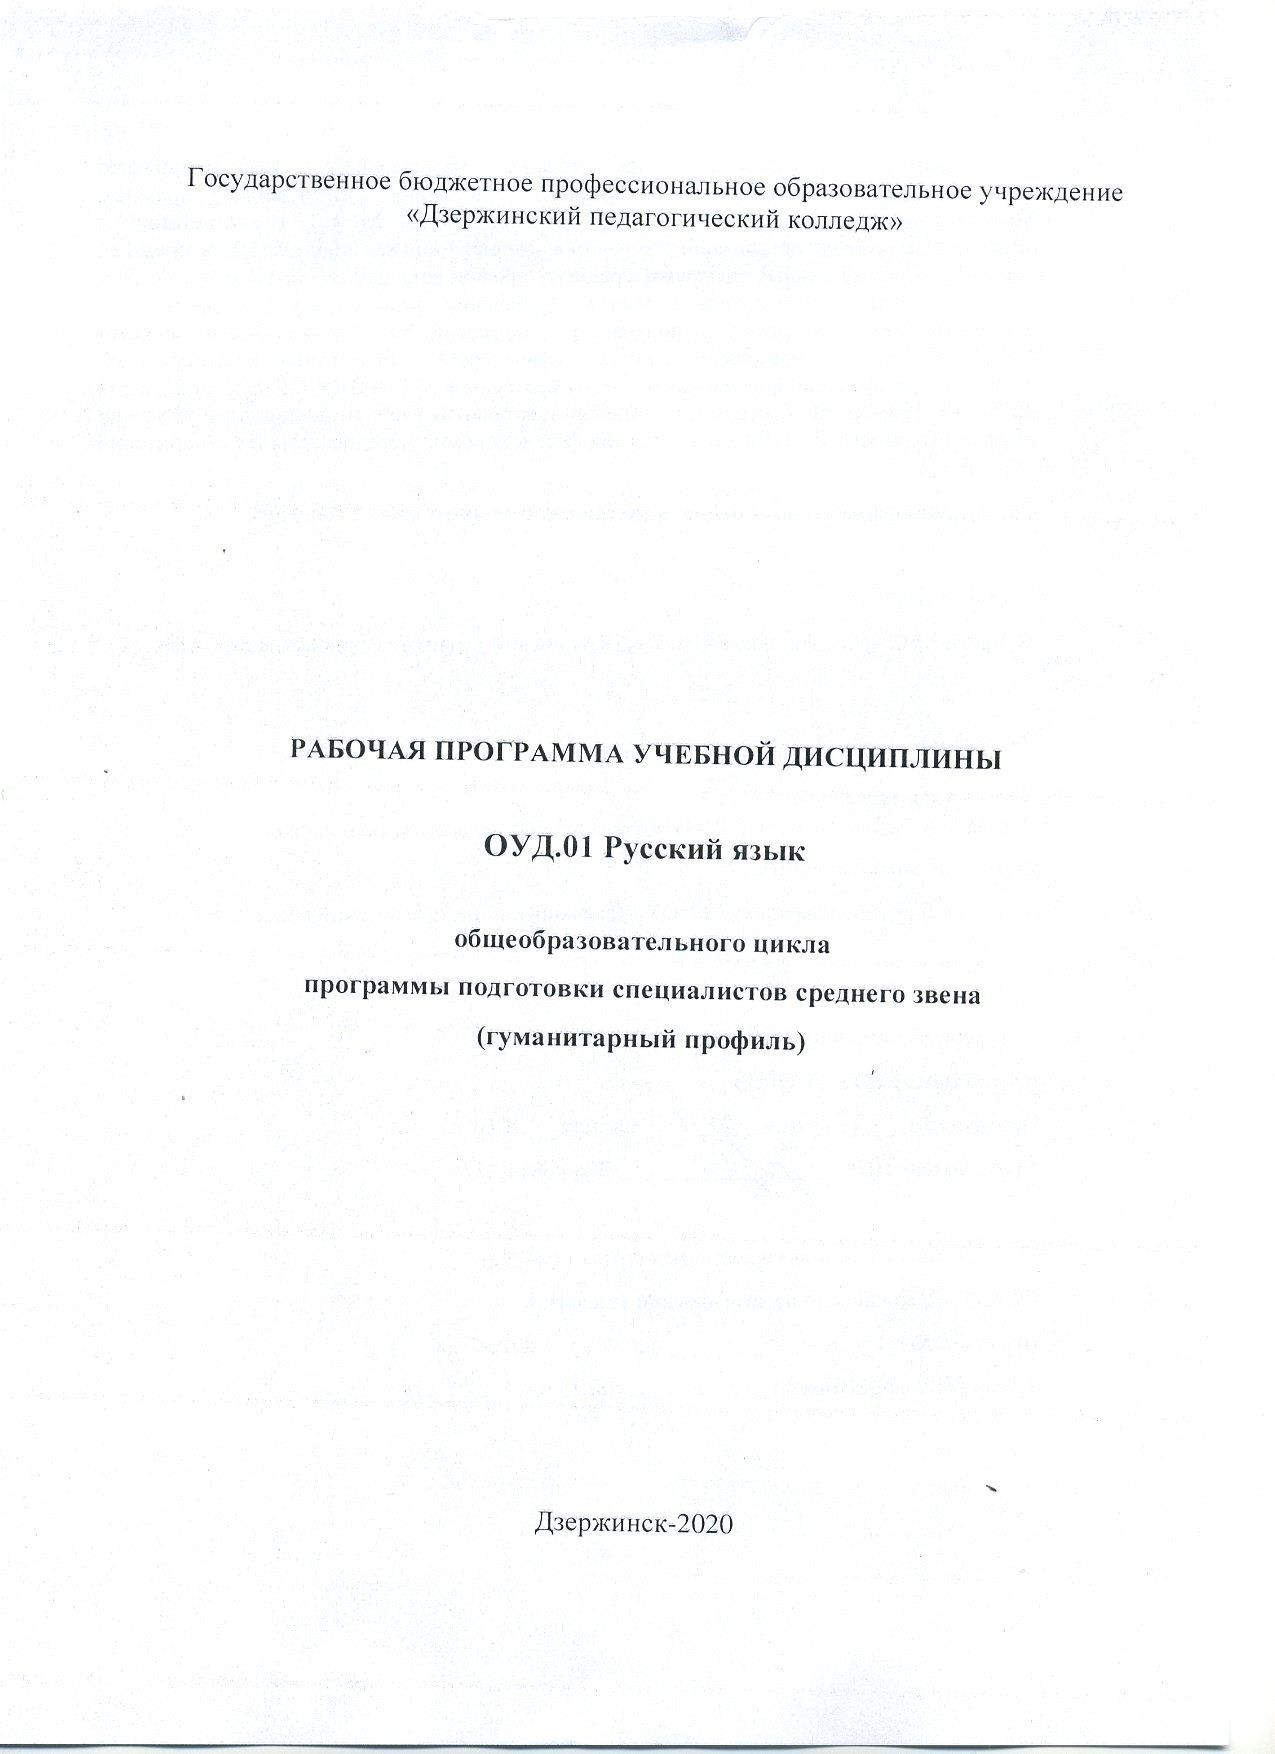 Государственное бюджетное профессиональное образовательное учреждение
«Дзержинский педагогический колледж»
РАБОЧАЯ ПРОГРАММА УЧЕБНОЙ ДИСЦИПЛИНЫ
ОУД.01 Русский язык
общеобразовательного цикла
программы подготовки специалистов среднего звена
(гуманитарный профиль)
Дзержинск-2020